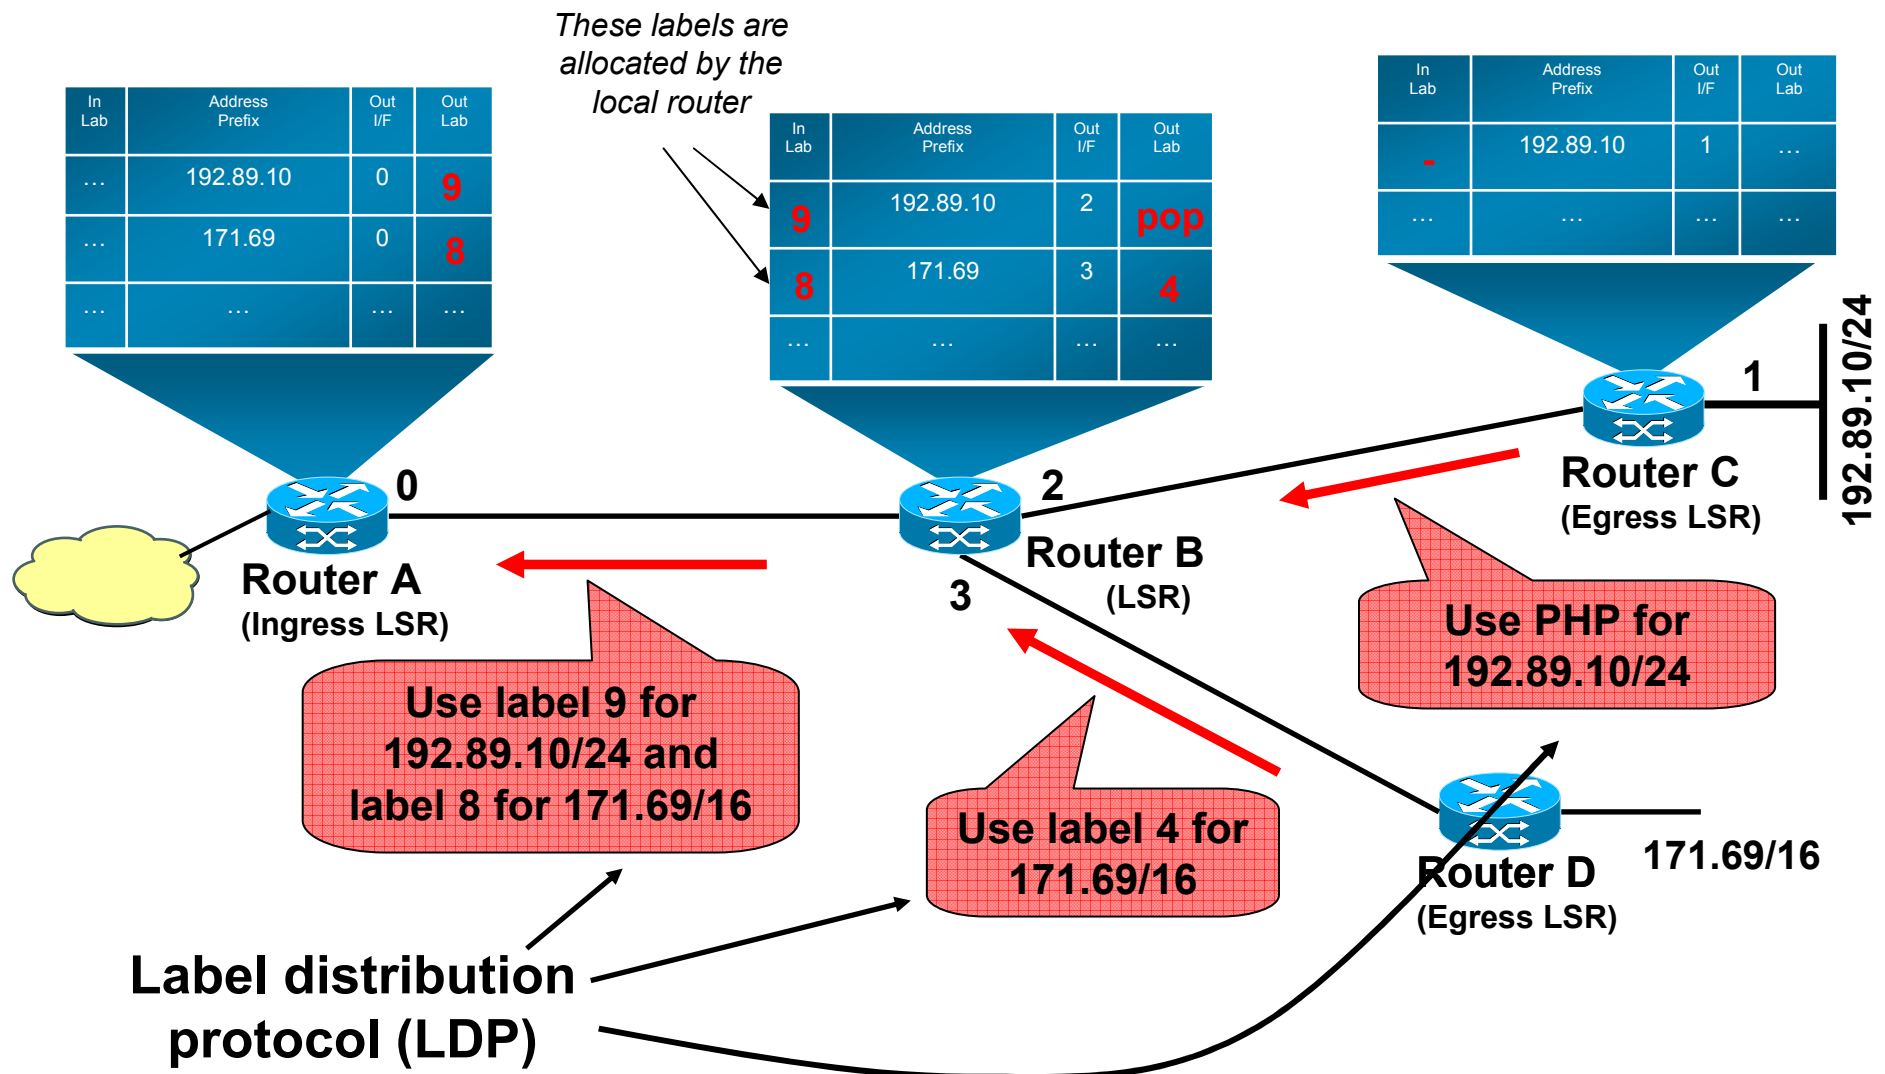 These labels are
allocated by the
local router
In Lab Address Prefix Out I/F Out Lab
… 192.89.10 0 9
… 171.69 0 8
… … … …
In Lab Address Prefix Out I/F Out Lab
9 192.89.10 2 pop
8 171.69 3 4
… … … …
In Lab Address Prefix Out I/F Out Lab
- 192.89.10 1 …
… … … …
0
2
3
1
192.89.10/24
Router A
(Ingress LSR)
Router B
(LSR)
Router C
(Egress LSR)
Use PHP for
192.89.10/24
Use label 9 for
192.89.10/24 and
label 8 for 171.69/16
Use label 4 for
171.69/16
Router D
(Egress LSR)
171.69/16
Label distribution
protocol (LDP)